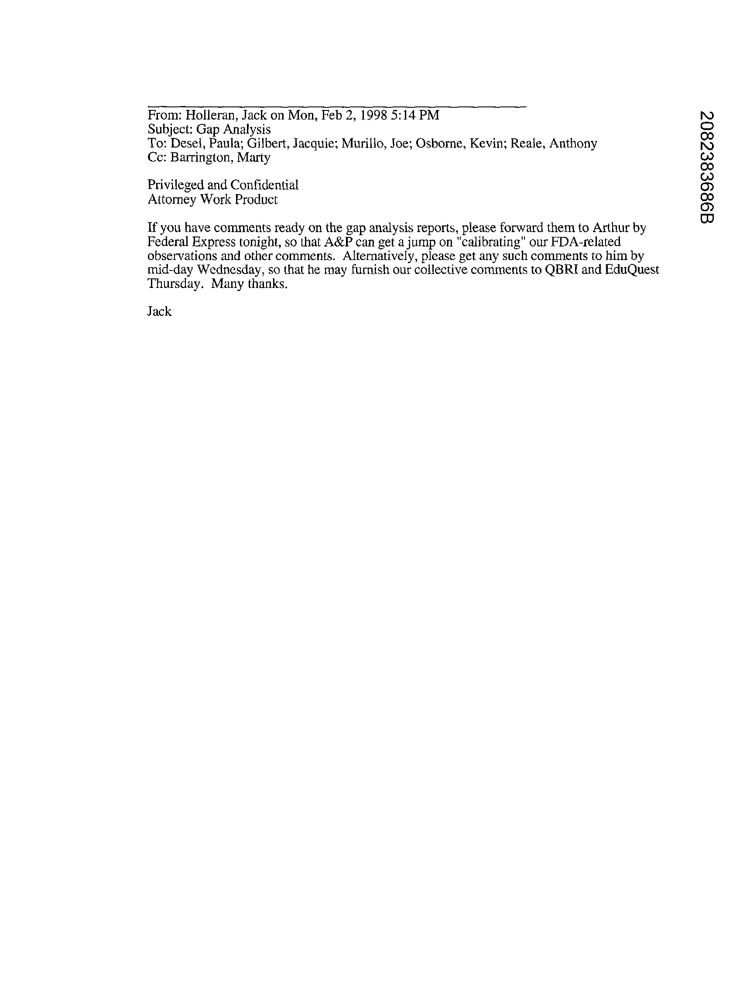 From: Holleran, Jack on Mon, Feb 2, 1998 5:14 PM
Subject: Gap Analysis
To: Desel, Paula; Gilbert, Jacquie; Murillo, Joe; Osborne, Kevin; Reale, Anthony
Cc: Barrington, Marty
Privileged and Confidential
Attorney Work Product
If you have comments ready on the gap analysis reports, please forward them to Arthur by
Federal Express tonight, so that A&P can get a jump on "calibrating" our FDA-related
observations and other comments. Alternatively, please get any such comments to him by
mid-day Wednesday, so that he may furnish our collective comments to QBRI and EduQuest
Thursday. Many thanks.
Jack
2082383686B